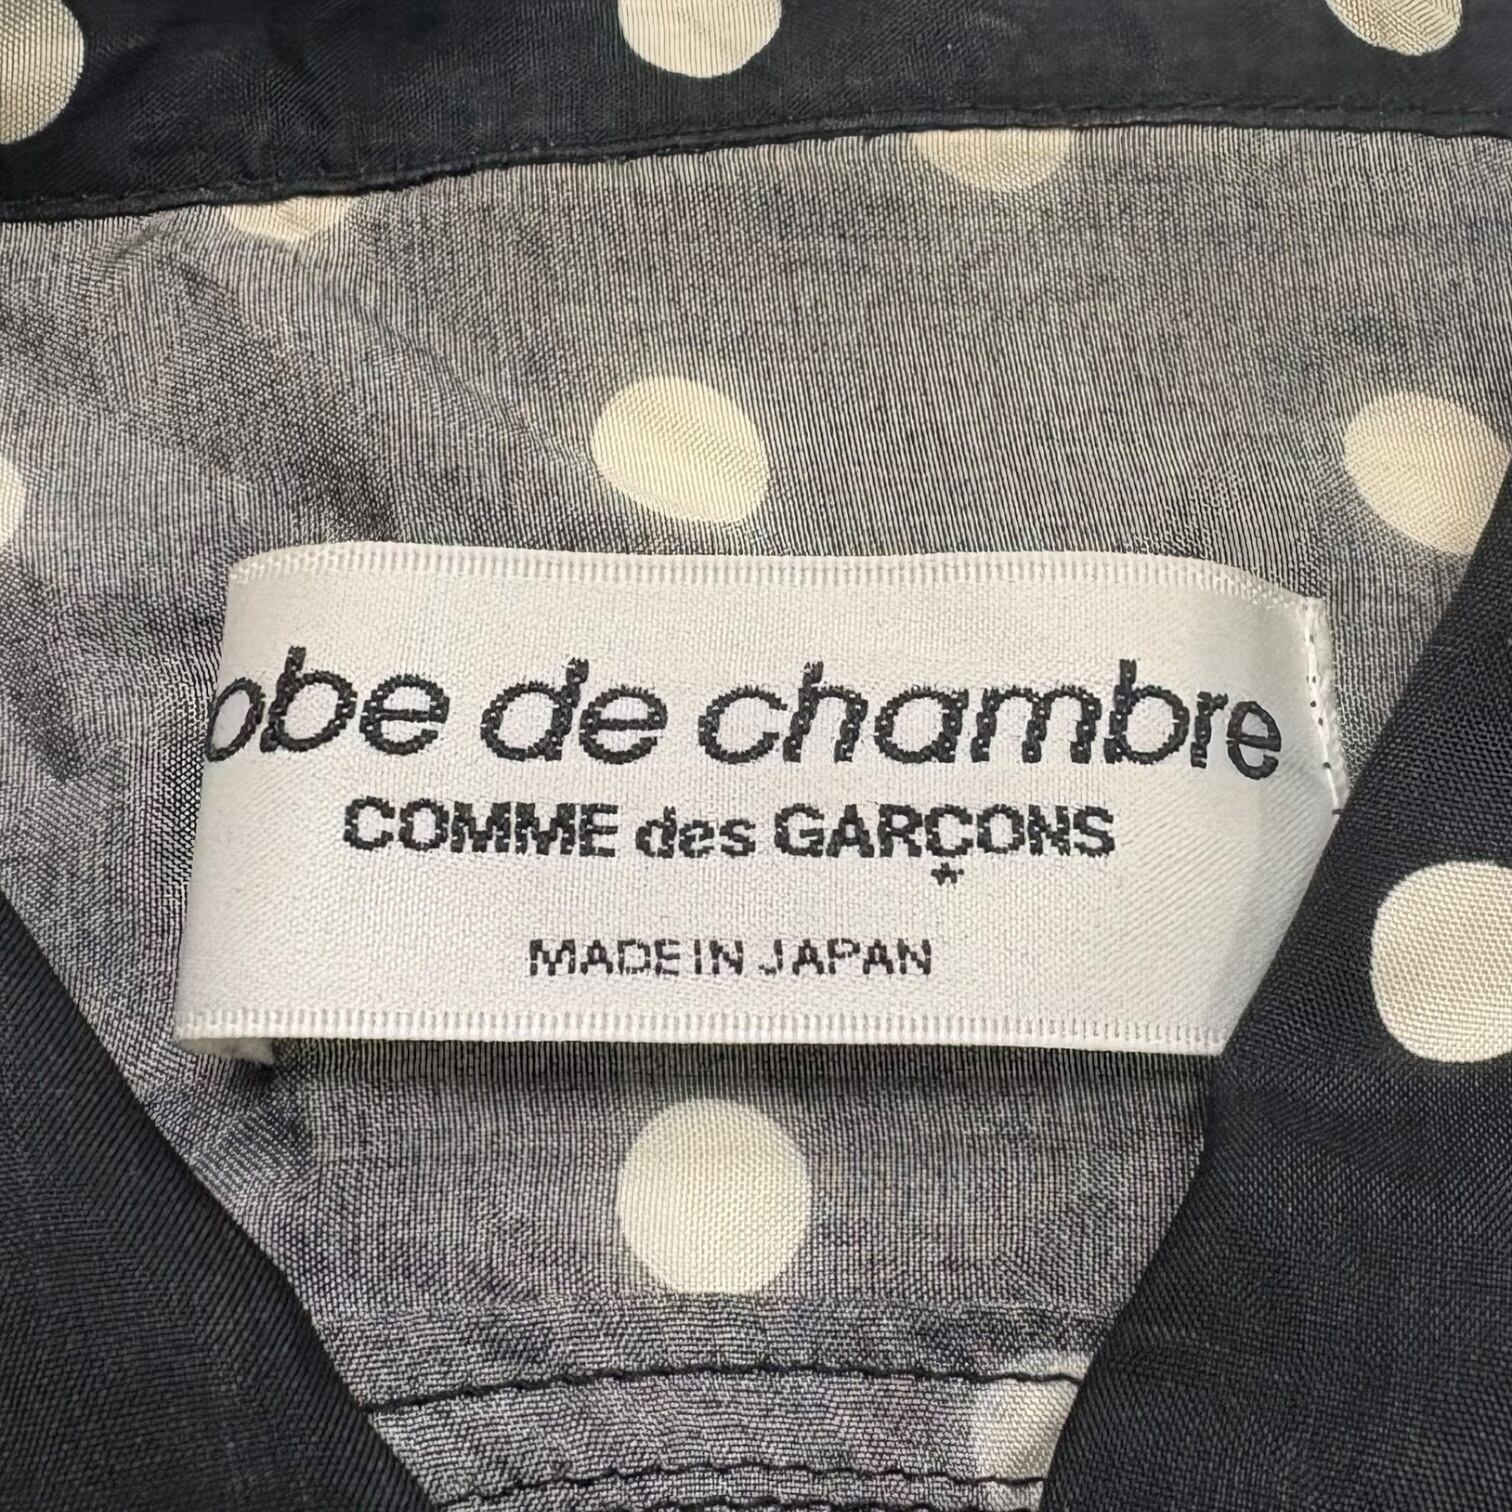 obe de chambre
COMME des GARÇONS
MADE IN JAPAN